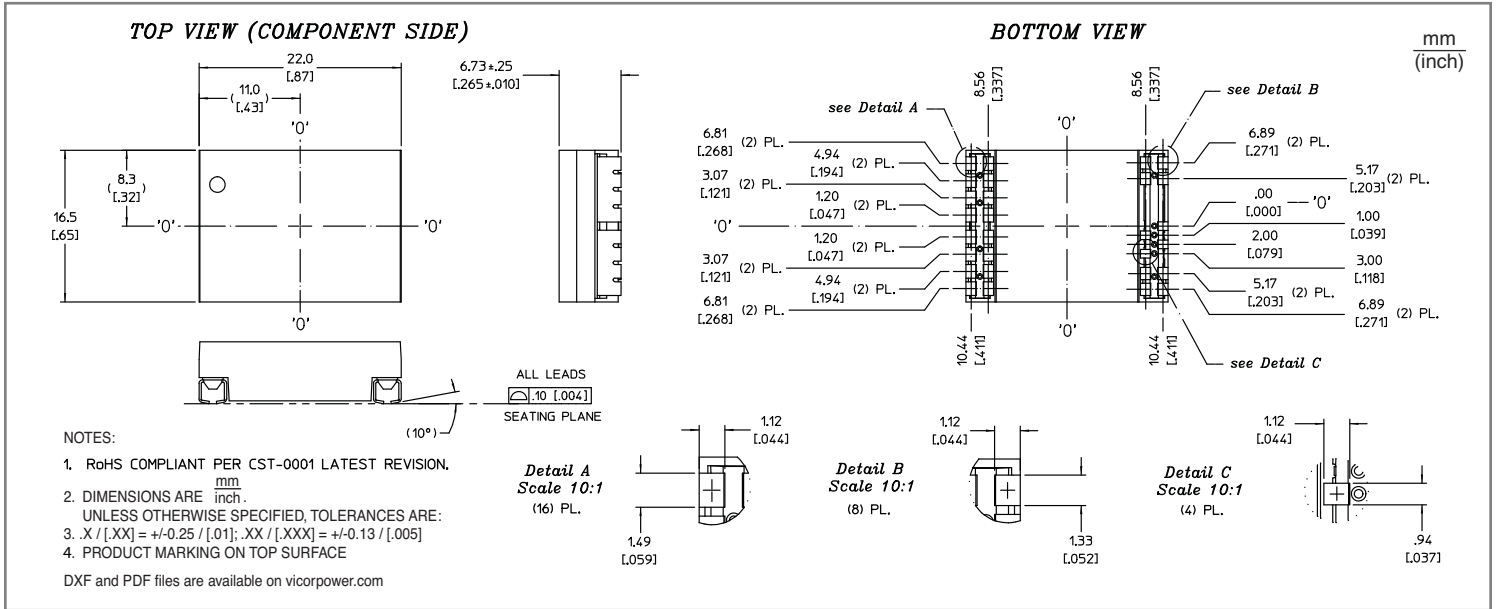 TOP VIEW (COMPONENT SIDE)
22.0
[.87]
11.0
( [.43] )
'0'
8.3
( [.32] )
16.5
[.65]
'0'
'0'
'0'
6.73±.25
[.265±.010]
(10°)
ALL LEADS
.10 [.004]
SEATING PLANE
BOTTOM VIEW
mm
(inch)
see Detail A
8.56
[.337]
8.56
[.337]
see Detail B
'0'
6.81
[.268] (2) PL.
4.94
[.194] (2) PL.
3.07
[.121] (2) PL.
1.20
[.047] (2) PL.
'0'
1.20
[.047] (2) PL.
3.07
[.121] (2) PL.
4.94
[.194] (2) PL.
6.81
[.268] (2) PL.
6.89
[.271] (2) PL.
5.17
[.203] (2) PL.
.00
[.000] '0'
1.00
[.039]
2.00
[.079]
3.00
[.118]
5.17
[.203] (2) PL.
6.89
[.271] (2) PL.
'0'
10.44
[.411]
10.44
[.411]
see Detail C
NOTES:
1. RoHS COMPLIANT PER CST-0001 LATEST REVISION.
2. DIMENSIONS ARE mm
inch .
UNLESS OTHERWISE SPECIFIED, TOLERANCES ARE:
3. .X / [.XX] = +/-0.25 / [.01]; .XX / [.XXX] = +/-0.13 / [.005]
4. PRODUCT MARKING ON TOP SURFACE
DXF and PDF files are available on vicorpower.com
Detail A
Scale 10:1
(16) PL.
1.12
[.044]
1.49
[.059]
Detail B
Scale 10:1
(8) PL.
1.12
[.044]
1.33
[.052]
Detail C
Scale 10:1
(4) PL.
1.12
[.044]
.94
[.037]